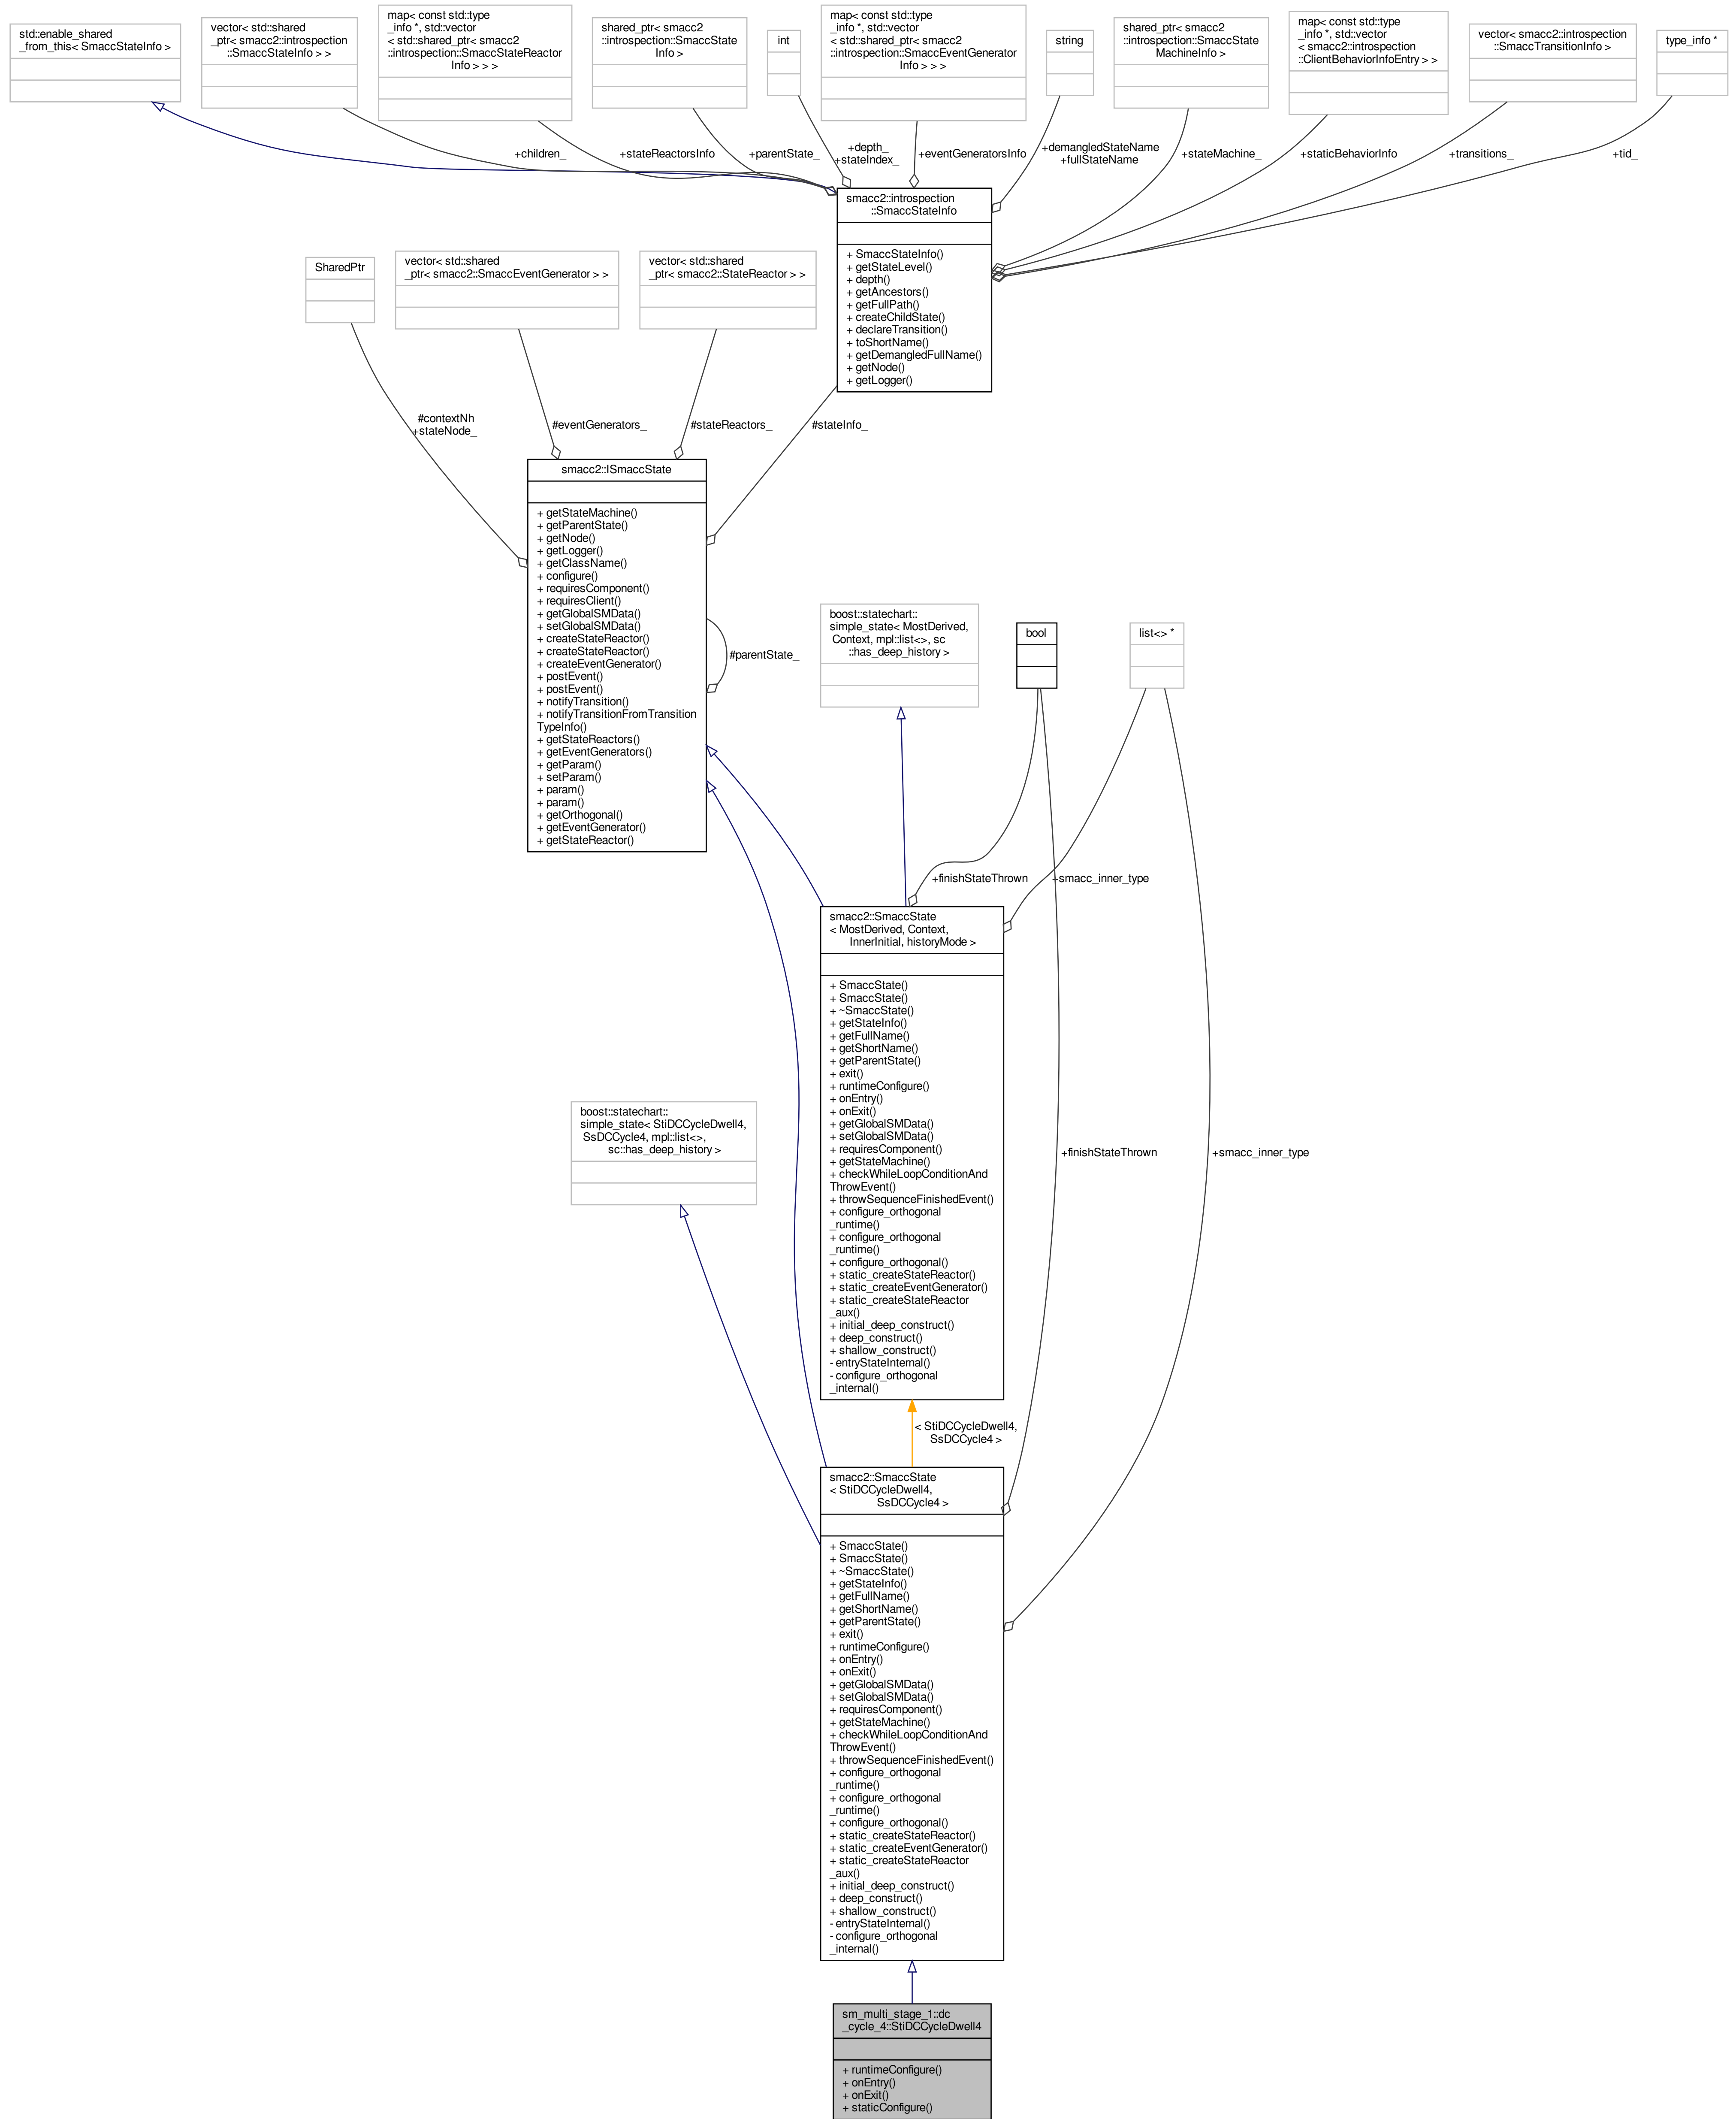 std::enable_shared
_from_this< SmaccStateInfo >
vector< std::shared
_ptr< smacc2::introspection
::SmaccStateInfo > >
map< const std::type
_info *, std::vector
< std::shared_ptr< smacc2
::introspection::SmaccStateReactor
Info > > >
shared_ptr< smacc2
::introspection::SmaccState
Info >
int
map< const std::type
_info *, std::vector
< std::shared_ptr< smacc2
::introspection::SmaccEventGenerator
Info > > >
string
shared_ptr< smacc2
::introspection::SmaccState
MachineInfo >
map< const std::type
_info *, std::vector
< smacc2::introspection
::ClientBehaviorInfoEntry > >
vector< smacc2::introspection
::SmaccTransitionInfo >
type_info *
+children_
+stateReactorsInfo
+parentState_
+depth_
+stateIndex_
+eventGeneratorsInfo
+demangledStateName
+fullStateName
+stateMachine_
+staticBehaviorInfo
+transitions_
+tid_
smacc2::introspection
::SmaccStateInfo
+ SmaccStateInfo()
+ getStateLevel()
+ depth()
+ getAncestors()
+ getFullPath()
+ createChildState()
+ declareTransition()
+ toShortName()
+ getDemangledFullName()
+ getNode()
+ getLogger()
SharedPtr
vector< std::shared
_ptr< smacc2::SmaccEventGenerator > >
vector< std::shared
_ptr< smacc2::StateReactor > >
#contextNh
+stateNode_
#eventGenerators_
#stateReactors_
#stateInfo_
smacc2::ISmaccState
+ getStateMachine()
+ getParentState()
+ getNode()
+ getLogger()
+ getClassName()
+ configure()
+ requiresComponent()
+ requiresClient()
+ getGlobalSMData()
+ setGlobalSMData()
+ createStateReactor()
+ createStateReactor()
+ createEventGenerator()
+ postEvent()
+ postEvent()
+ notifyTransition()
+ notifyTransitionFromTransition
TypeInfo()
+ getStateReactors()
+ getEventGenerators()
+ getParam()
+ setParam()
+ param()
+ param()
+ getOrthogonal()
+ getEventGenerator()
+ getStateReactor()
#parentState_
boost::statechart::
simple_state< MostDerived,
Context, mpl::list<>, sc
::has_deep_history >
bool
list<> *
+finishStateThrown
+smacc_inner_type
smacc2::SmaccState
< MostDerived, Context,
InnerInitial, historyMode >
+ SmaccState()
+ SmaccState()
+ ~SmaccState()
+ getStateInfo()
+ getFullName()
+ getShortName()
+ getParentState()
+ exit()
+ runtimeConfigure()
+ onEntry()
+ onExit()
+ getGlobalSMData()
+ setGlobalSMData()
+ requiresComponent()
+ getStateMachine()
+ checkWhileLoopConditionAnd
ThrowEvent()
+ throwSequenceFinishedEvent()
+ configure_orthogonal
_runtime()
+ configure_orthogonal
_runtime()
+ configure_orthogonal()
+ static_createStateReactor()
+ static_createEventGenerator()
+ static_createStateReactor
_aux()
+ initial_deep_construct()
+ deep_construct()
+ shallow_construct()
- entryStateInternal()
- configure_orthogonal
_internal()
boost::statechart::
simple_state< StiDCCycleDwell4,
SsDCCycle4, mpl::list<>,
sc::has_deep_history >
+finishStateThrown
+smacc_inner_type
< StiDCCycleDwell4,
SsDCCycle4 >
smacc2::SmaccState
< StiDCCycleDwell4,
SsDCCycle4 >
+ SmaccState()
+ SmaccState()
+ ~SmaccState()
+ getStateInfo()
+ getFullName()
+ getShortName()
+ getParentState()
+ exit()
+ runtimeConfigure()
+ onEntry()
+ onExit()
+ getGlobalSMData()
+ setGlobalSMData()
+ requiresComponent()
+ getStateMachine()
+ checkWhileLoopConditionAnd
ThrowEvent()
+ throwSequenceFinishedEvent()
+ configure_orthogonal
_runtime()
+ configure_orthogonal
_runtime()
+ configure_orthogonal()
+ static_createStateReactor()
+ static_createEventGenerator()
+ static_createStateReactor
_aux()
+ initial_deep_construct()
+ deep_construct()
+ shallow_construct()
- entryStateInternal()
- configure_orthogonal
_internal()
sm_multi_stage_1::dc
_cycle_4::StiDCCycleDwell4
+ runtimeConfigure()
+ onEntry()
+ onExit()
+ staticConfigure()